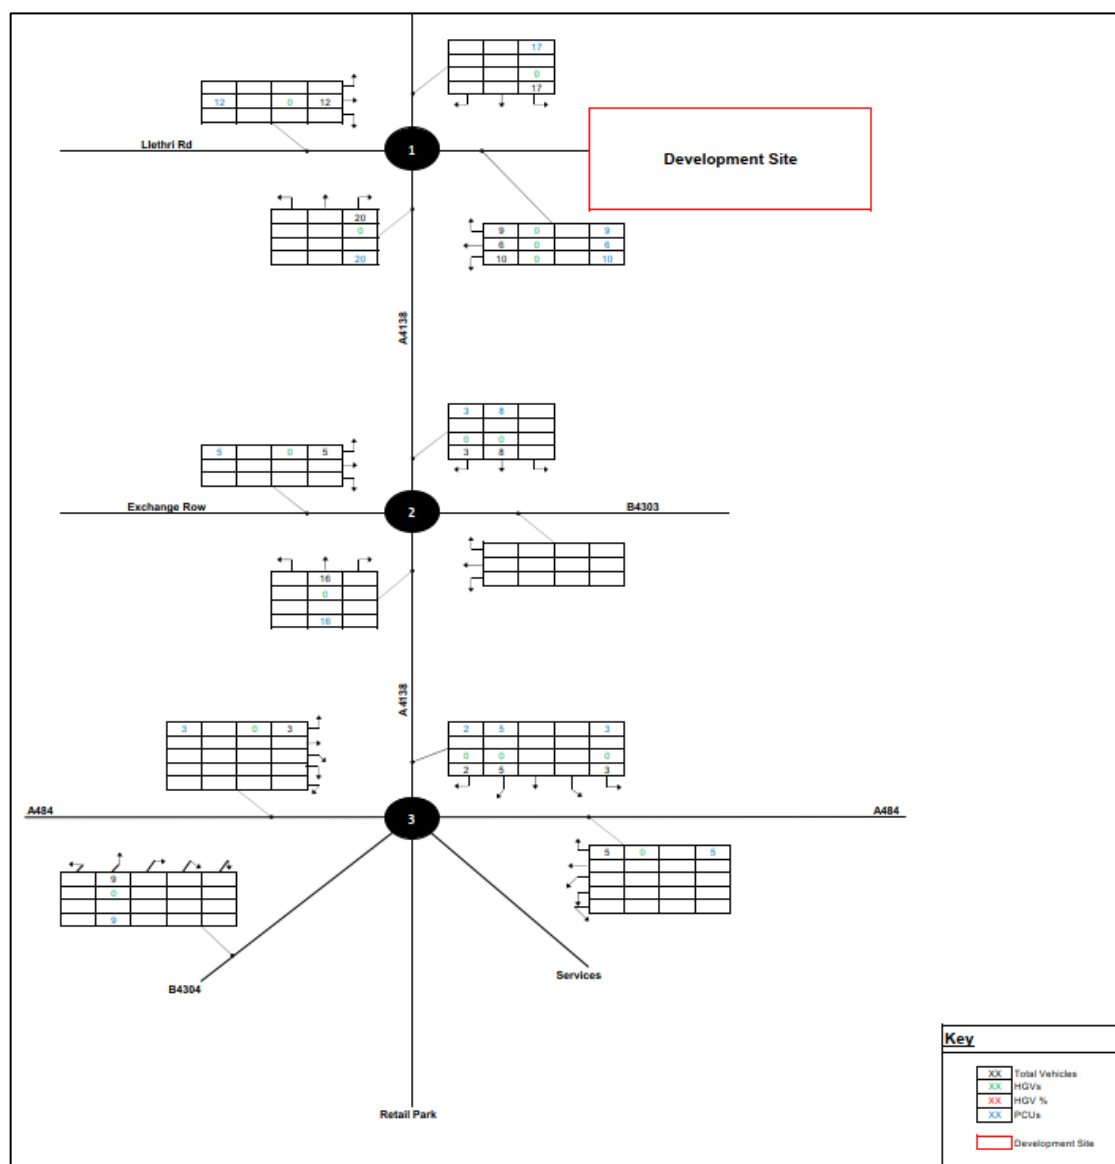 17
0
17
12 0 12
Llethri Rd
1
Development Site
20
0
20
9 0 9
6 0 6
10 0 10
A4138
3 8
0 0
3 8
5 0 5
Exchange Row
2
B4303
16
0
16
A4138
3 0 3
2 5 3
0 0 0
2 5 3
A484
3
A484
9
0
9
5 0 5
B4304
Services
Retail Park
Key
XX Total Vehicles
XX HGVs
XX HGV %
XX PCUs
Development Site